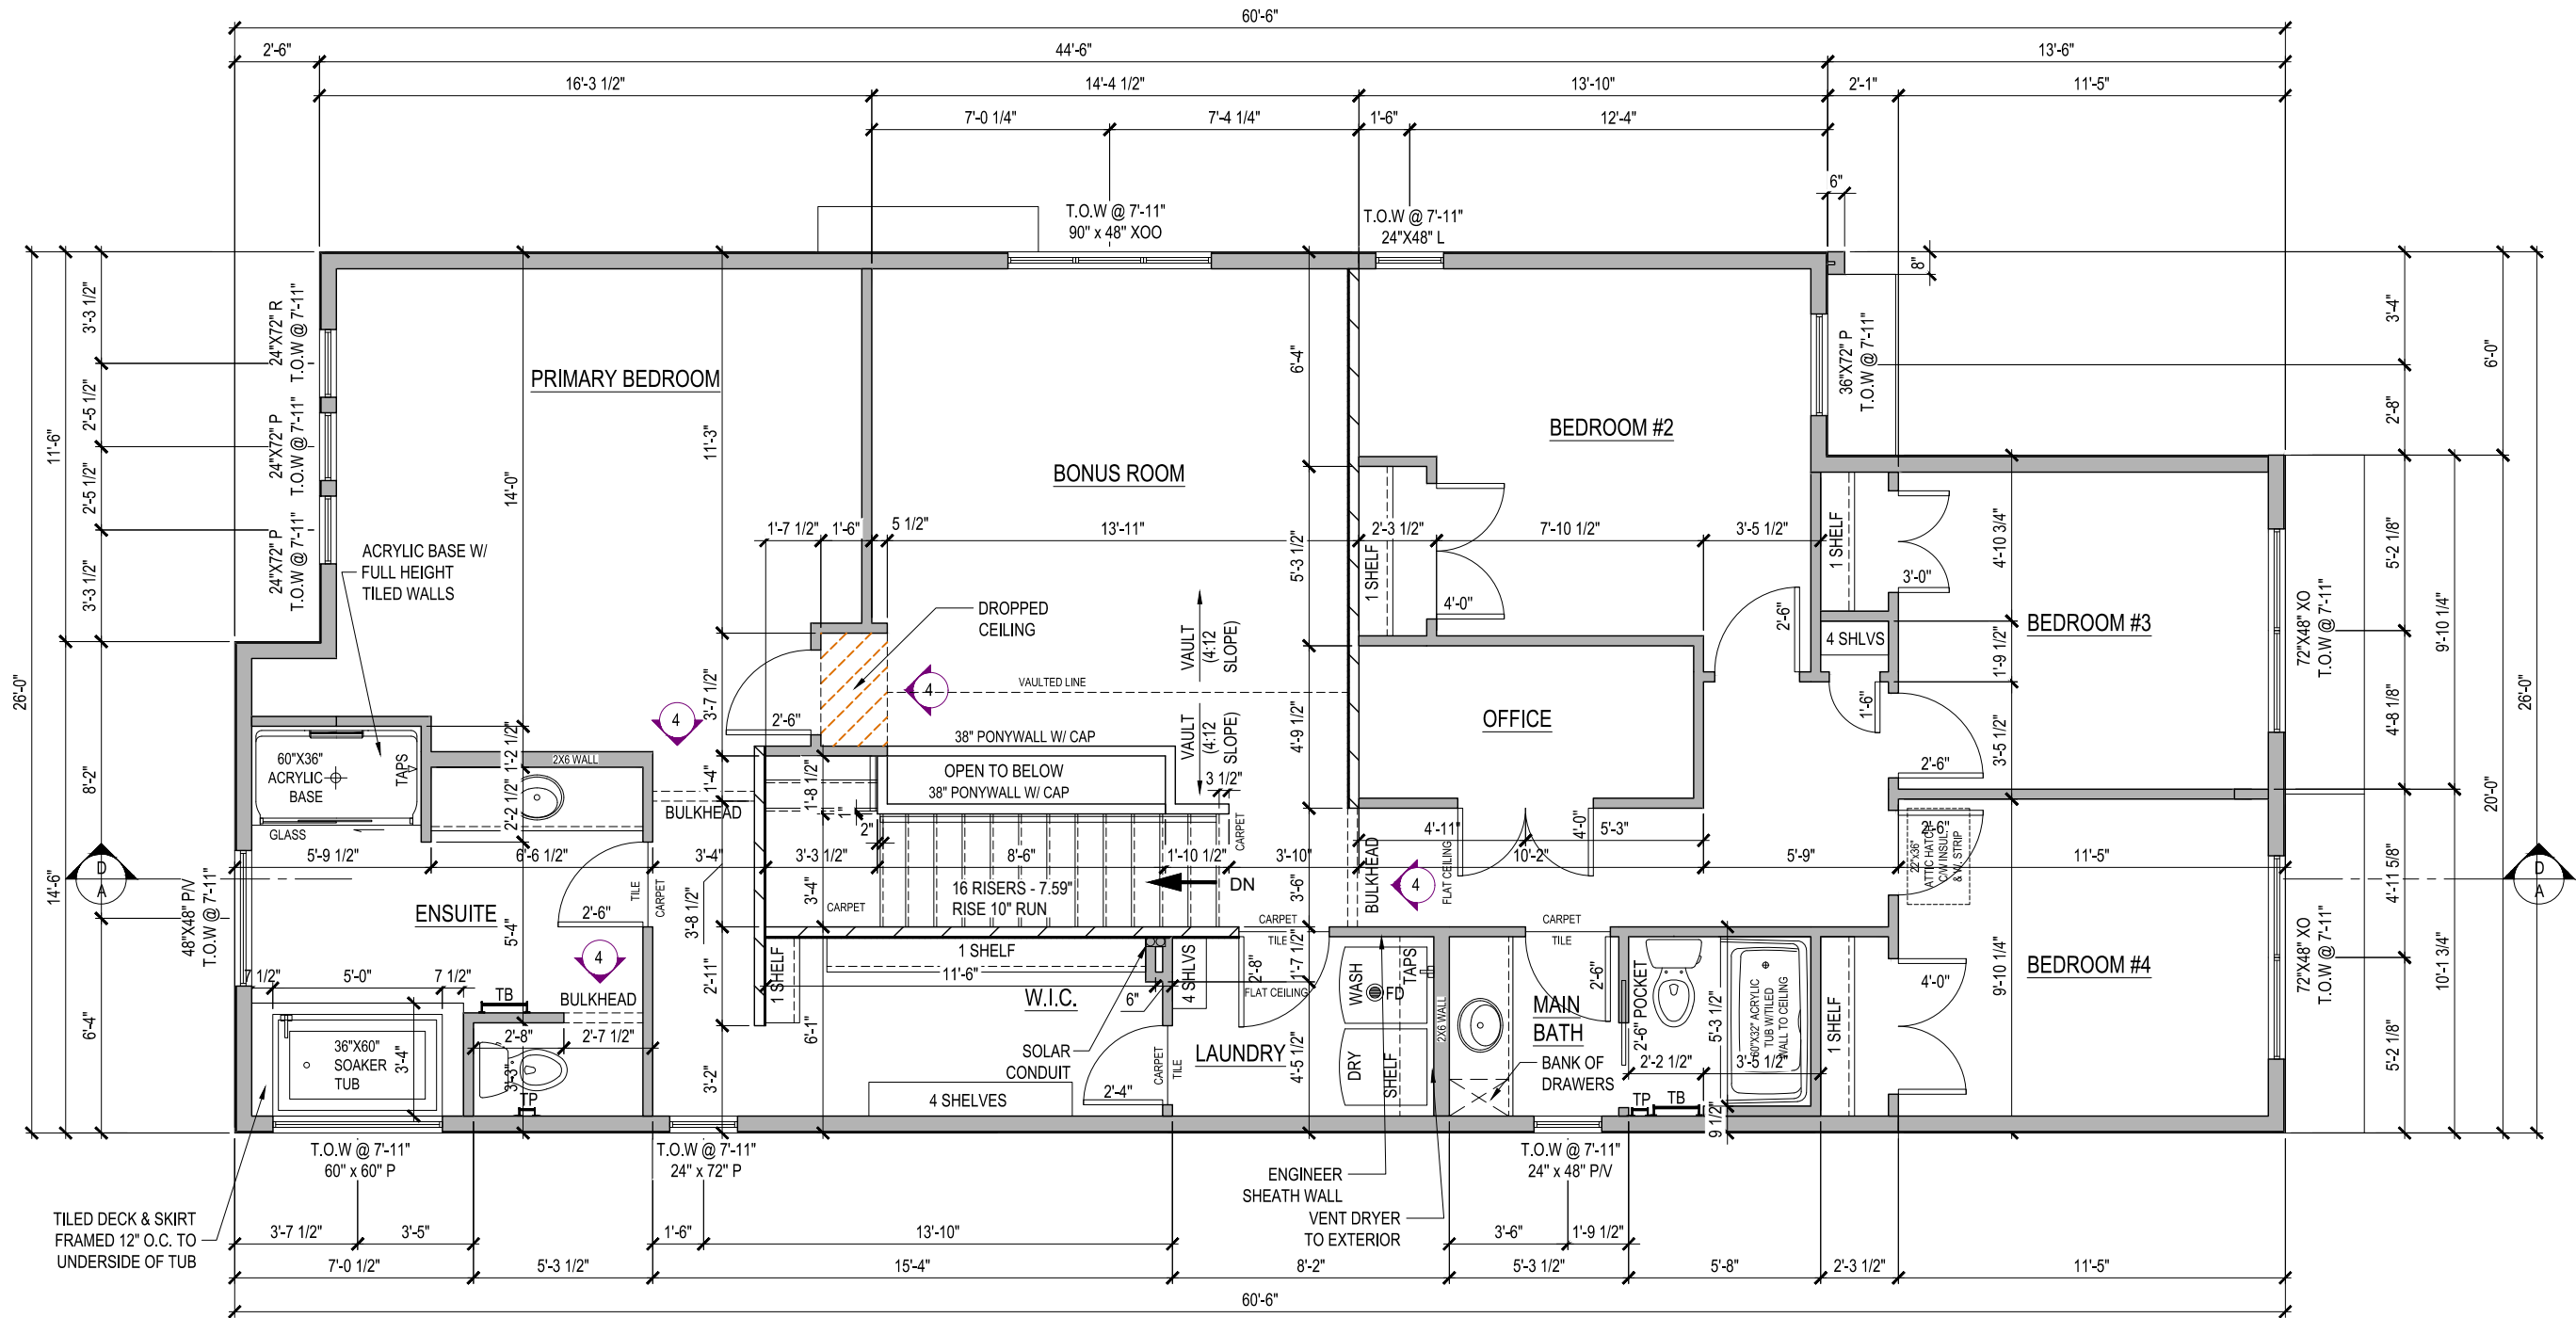 60'-6"
2'-6"
44'-6"
13'-6"
16'-3 1/2"
14'-4 1/2"
13'-10"
2'-1"
11'-5"
7'-0 1/4"
7'-4 1/4"
1'-6"
12'-4"
6"
8"
T.O.W @ 7'-11"
90" x 48" XOO
T.O.W @ 7'-11"
24"X48" L
26'-0"
11'-6"
14'-6"
3'-3 1/2"
2'-5 1/2"
2'-5 1/2"
3'-3 1/2"
8'-2"
6'-4"
24"X72" R
T.O.W @ 7'-11"
24"X72" P
T.O.W @ 7'-11"
24"X72" P
T.O.W @ 7'-11"
48"X48" P/V
T.O.W @ 7'-11"
PRIMARY BEDROOM
14'-0"
11'-3"
3'-7 1/2"
ACRYLIC BASE W/
FULL HEIGHT
TILED WALLS
BONUS ROOM
1'-7 1/2"
1'-6"
5 1/2"
13'-11"
DROPPED
CEILING
2'-6"
4
4
VAULTED LINE
VAULT
(4:12
SLOPE)
VAULT
(4:12
SLOPE)
6'-4"
5'-3 1/2"
4'-9 1/2"
3'-6"
38" PONYWALL W/ CAP
OPEN TO BELOW
38" PONYWALL W/ CAP
3 1/2"
BEDROOM #2
2'-3 1/2"
7'-10 1/2"
3'-5 1/2"
1 SHELF
4'-0"
2'-6"
36"X72" P
T.O.W @ 7'-11"
OFFICE
4'-11"
4'-0"
5'-3"
10'-2"
5'-9"
11'-5"
BEDROOM #3
1 SHELF
3'-0"
4 SHLVS
4'-10 3/4"
1'-9 1/2"
3'-5 1/2"
1'-6"
2'-6"
72"X48" XO
T.O.W @ 7'-11"
BEDROOM #4
2'-6"
22"X36"
ATTIC HATCH
C/W INSUL.
& W. STRIP
4'-0"
1 SHELF
9'-10 1/4"
72"X48" XO
T.O.W @ 7'-11"
3'-4"
2'-8"
5'-2 1/8"
4'-8 1/8"
4'-11 5/8"
5'-2 1/8"
9'-10 1/4"
10'-1 3/4"
6'-0"
20'-0"
26'-0"
D
A
D
A
60"X36"
ACRYLIC
BASE
TAPS
GLASS
2X6 WALL
1'-2 1/2"
2'-2 1/2"
5'-9 1/2"
6'-6 1/2"
3'-4"
3'-3 1/2"
8'-6"
1'-10 1/2"
3'-10"
BULKHEAD
1'-4"
1'-8 1/2"
1"
2"
3'-4"
3'-8 1/2"
ENSUITE
5'-4"
2'-6"
TILE
CARPET
4
BULKHEAD
16 RISERS - 7.59"
RISE 10" RUN
DN
CARPET
CARPET
BULKHEAD
4
FLAT CEILING
7 1/2"
5'-0"
7 1/2"
TB
2'-8"
2'-7 1/2"
3'-3"
TP
36"X60"
SOAKER
TUB
3'-4"
2'-11"
3'-2"
6'-1"
1 SHELF
1 SHELF
11'-6"
W.I.C.
6"
4 SHLVS
SOLAR
CONDUIT
4 SHELVES
2'-4"
CARPET
TILE
LAUNDRY
CARPET
TILE
2'-8"
1'-7 1/2"
FLAT CEILING
4'-5 1/2"
WASH
TAPS
FD
DRY
SHELF
2X6 WALL
MAIN
BATH
CARPET
TILE
2'-6"
2'-6" POCKET
BANK OF
DRAWERS
2'-2 1/2"
3'-5 1/2"
5'-3 1/2"
60"X32" ACRYLIC
TUB W/TILED
WALL TO CEILING
TP
TB
9 1/2"
T.O.W @ 7'-11"
60" x 60" P
T.O.W @ 7'-11"
24" x 72" P
T.O.W @ 7'-11"
24" x 48" P/V
ENGINEER
SHEATH WALL
VENT DRYER
TO EXTERIOR
TILED DECK & SKIRT
FRAMED 12" O.C. TO
UNDERSIDE OF TUB
3'-7 1/2"
3'-5"
1'-6"
13'-10"
3'-6"
1'-9 1/2"
7'-0 1/2"
5'-3 1/2"
15'-4"
8'-2"
5'-3 1/2"
5'-8"
2'-3 1/2"
11'-5"
60'-6"